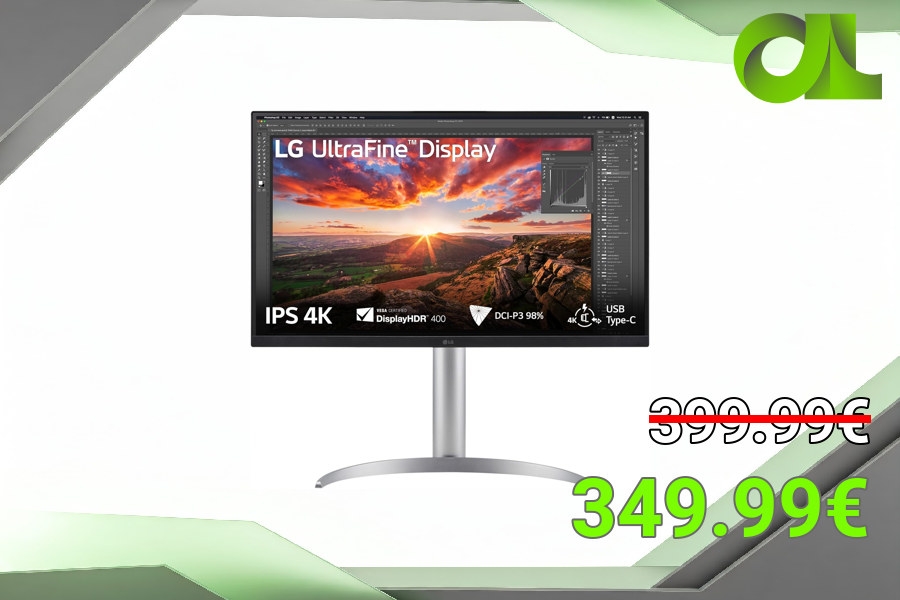 LG UltraFine™ Display
IPS 4K
VESA CERTIFIED
DisplayHDR™ 400
DCI-P3 98%
4K
USB
Type-C
LG
399.99€
349.99€